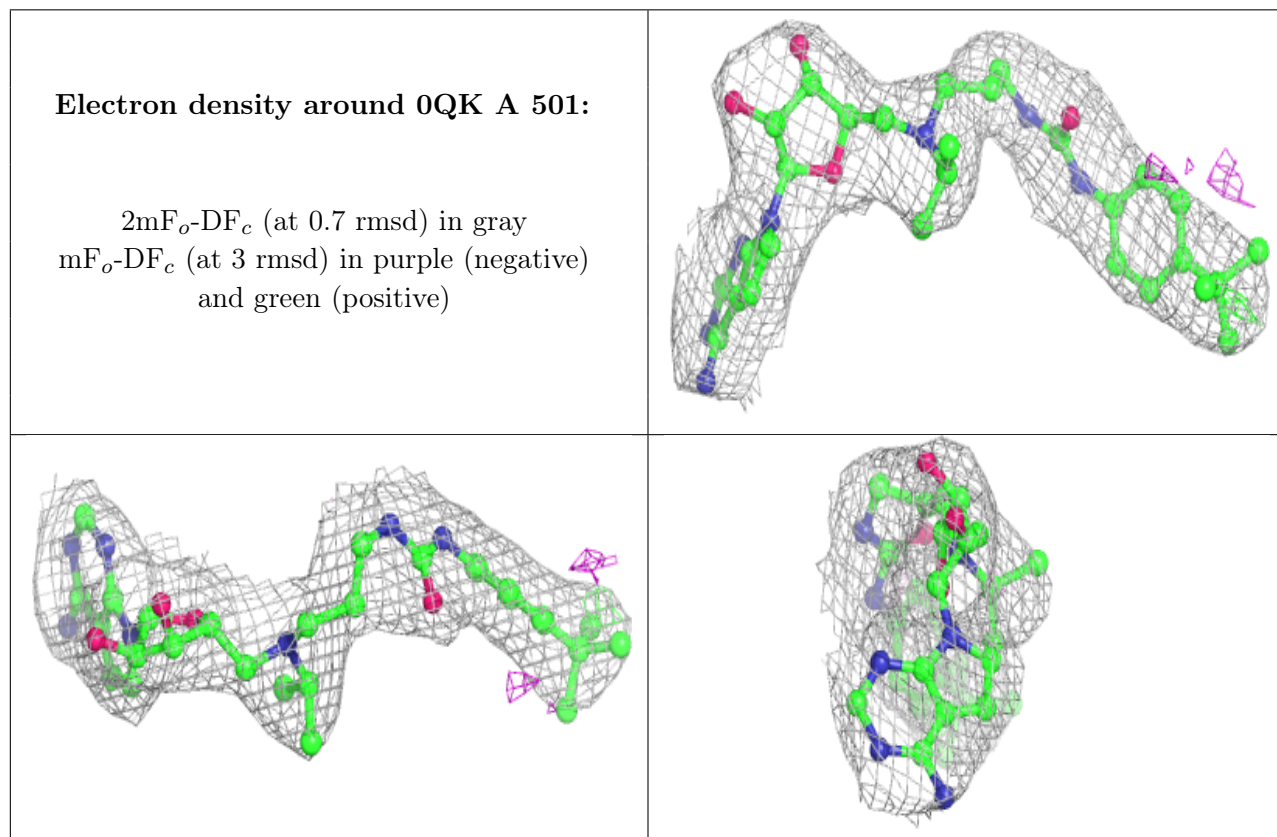 Electron density around 0QK A 501:
2mFo-DFc (at 0.7 rmsd) in gray
mFo-DFc (at 3 rmsd) in purple (negative)
and green (positive)